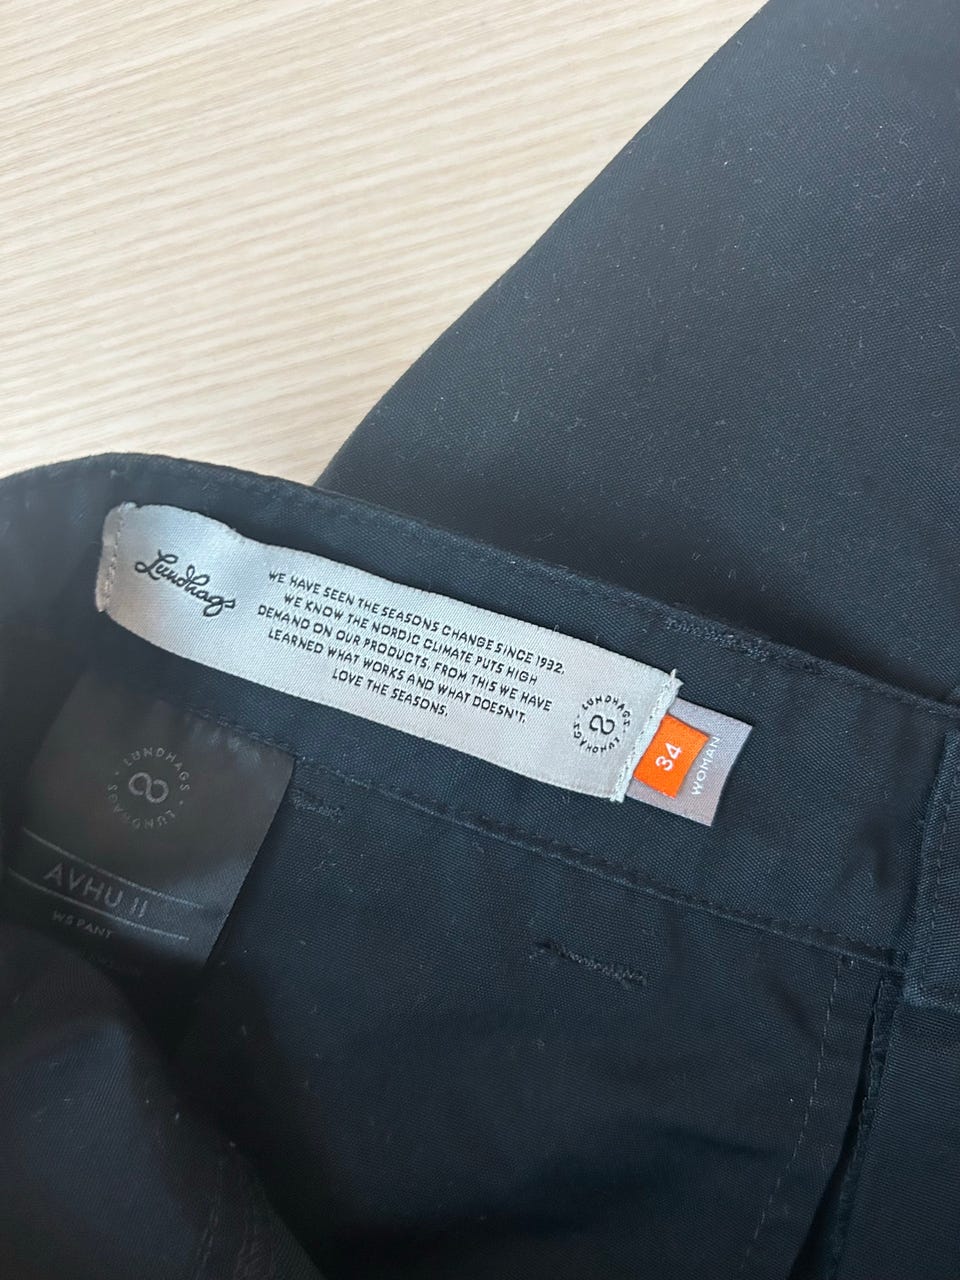 Lundhags
WE HAVE SEEN THE SEASONS CHANGE SINCE 1932.
WE KNOW THE NORDIC CLIMATE PUTS HIGH
DEMAND ON OUR PRODUCTS. FROM THIS WE HAVE
LEARNED WHAT WORKS AND WHAT DOESN'T.
LOVE THE SEASONS.
LUNDHAGS · LUNDHAGS ·
34
WOMAN
LUNDHAGS · LUNDHAGS ·
AVHU II
WS PANT